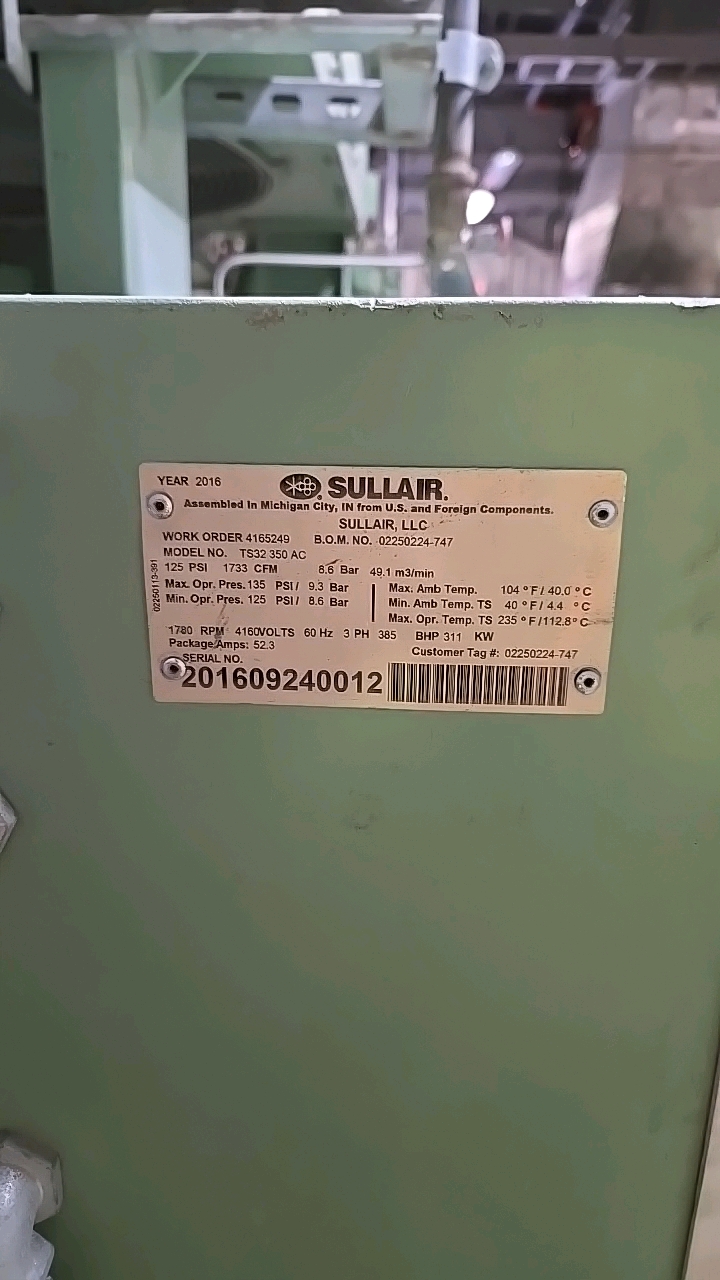 YEAR 2016
SULLAIR.
Assembled in Michigan City, IN from U.S. and Foreign Components.
SULLAIR, LLC
WORK ORDER 4165249 B.O.M. NO. 02250224-747
MODEL NO. TS32 350 AC
125 PSI 1733 CFM 8.6 Bar 49.1 m3/min
Max. Opr. Pres. 135 PSI / 9.3 Bar
Min. Opr. Pres. 125 PSI / 8.6 Bar
Max. Amb Temp. 104 °F / 40.0 °C
Min. Amb Temp. TS 40 °F / 4.4 °C
Max. Opr. Temp. TS 235 °F /112.8°C
1780 RPM 4160VOLTS 60 Hz 3 PH 385 BHP 311 KW
Package Amps: 52.3
Customer Tag #: 02250224-747
SERIAL NO.
201609240012
02250113-391